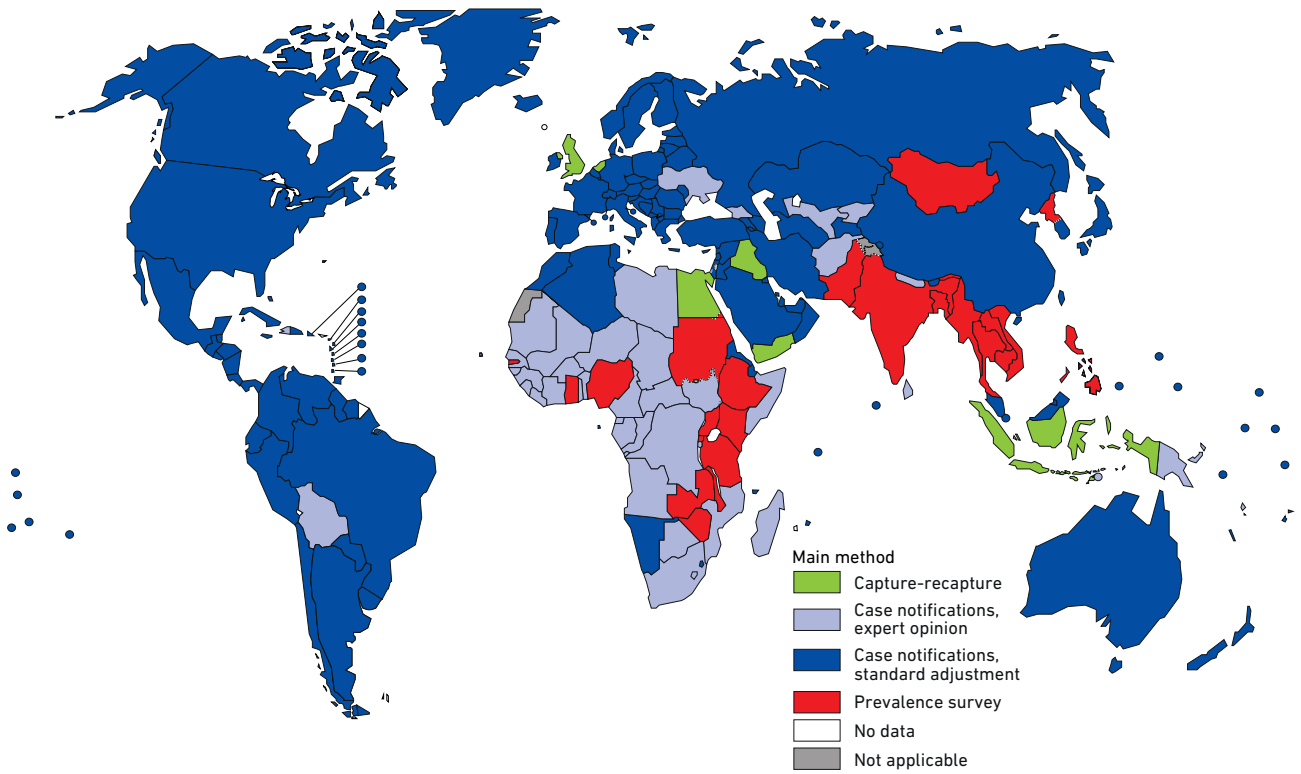 Main method
Capture-recapture
Case notifications,
expert opinion
Case notifications,
standard adjustment
Prevalence survey
No data
Not applicable